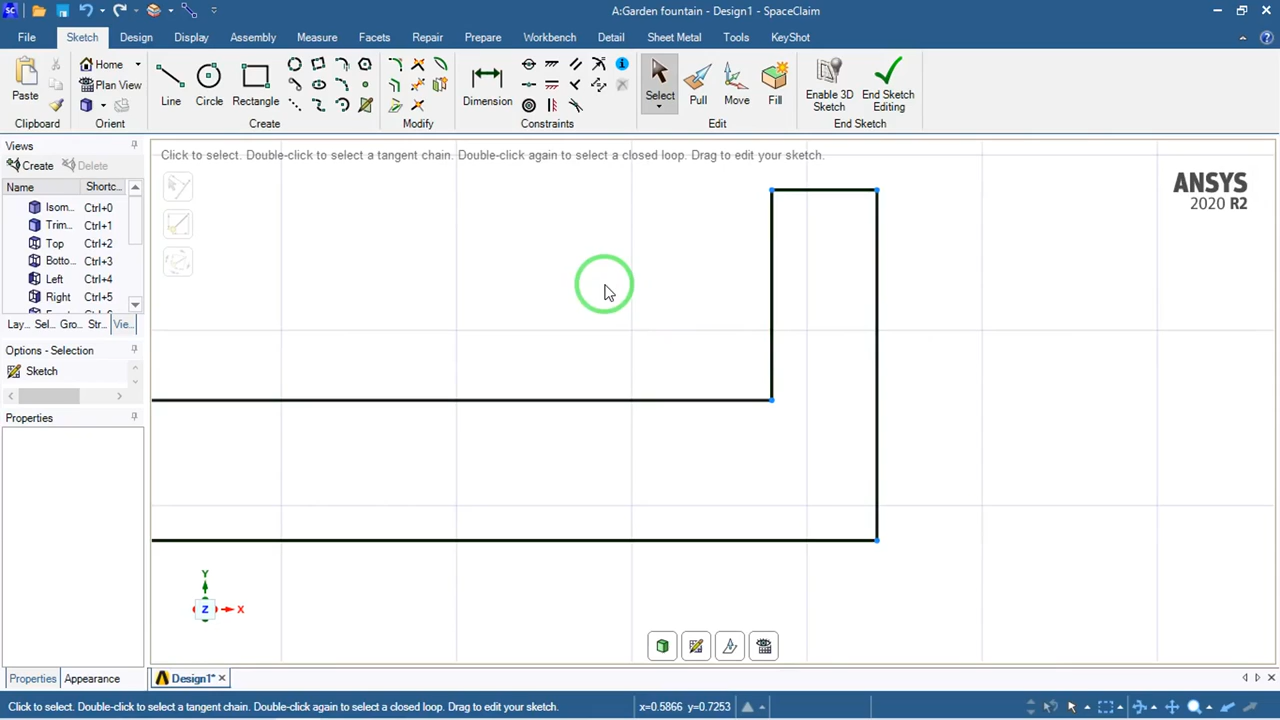 SC
A:Garden fountain - Design1 - SpaceClaim
File Sketch Design Display Assembly Measure Facets Repair Prepare Workbench Detail Sheet Metal Tools KeyShot
Paste
Clipboard
Home
Plan View
Orient
Line
Circle
Rectangle
Create
Modify
Dimension
Constraints
Select
Pull
Move
Fill
Edit
Enable 3D
Sketch
End Sketch
Editing
End Sketch
Views
Create Delete
Name Shortc...
Isom... Ctrl+0
Trim... Ctrl+1
Top Ctrl+2
Botto... Ctrl+3
Left Ctrl+4
Right Ctrl+5
Lay... Sel... Gro... Str... Vie...
Options - Selection
Sketch
Properties
Properties Appearance
Click to select. Double-click to select a tangent chain. Double-click again to select a closed loop. Drag to edit your sketch.
ANSYS
2020 R2
Y
Z
X
Design1*
Click to select. Double-click to select a tangent chain. Double-click again to select a closed loop. Drag to edit your sketch.
x=0.5866 y=0.7253